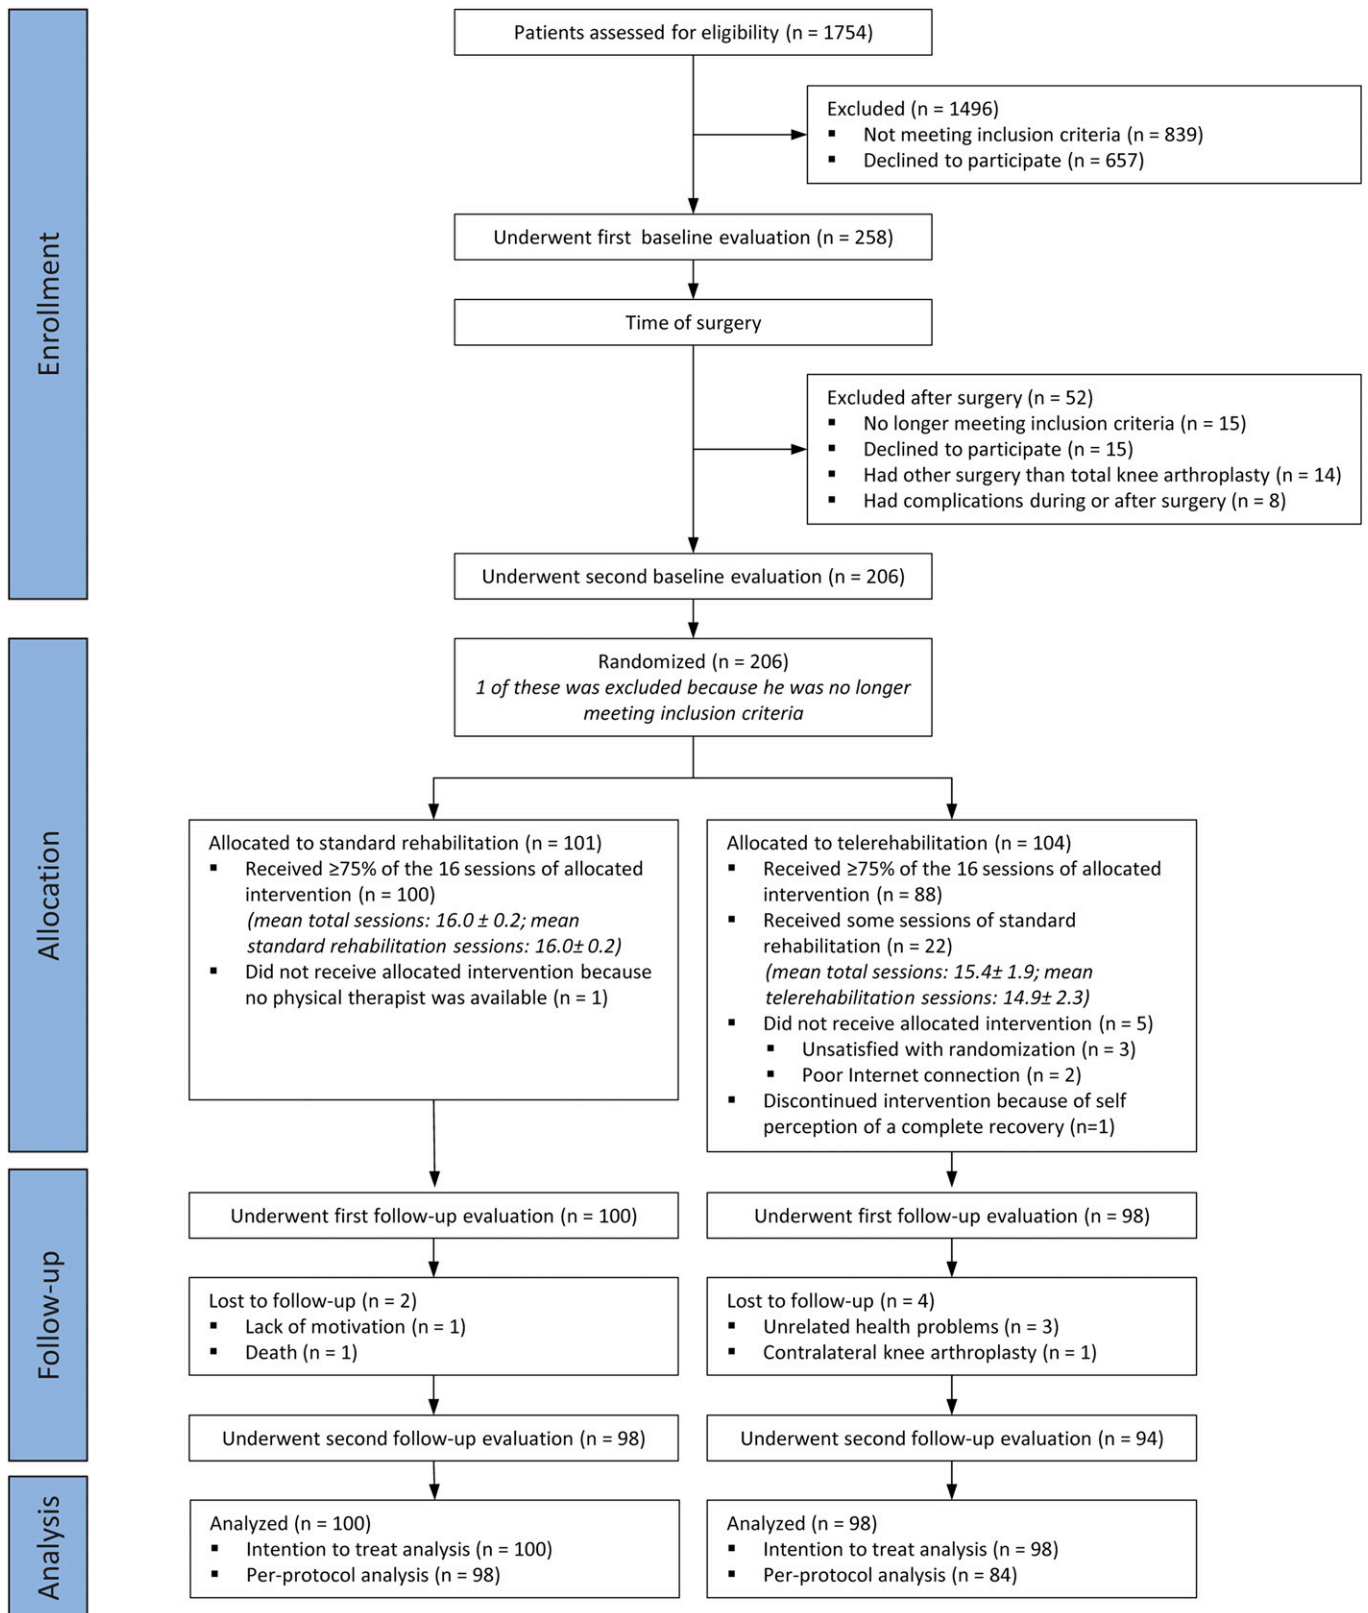 Enrollment
Patients assessed for eligibility (n = 1754)
Excluded (n = 1496)
▪ Not meeting inclusion criteria (n = 839)
▪ Declined to participate (n = 657)
Underwent first  baseline evaluation (n = 258)
Time of surgery
Excluded after surgery (n = 52)
▪ No longer meeting inclusion criteria (n = 15)
▪ Declined to participate (n = 15)
▪ Had other surgery than total knee arthroplasty (n = 14)
▪ Had complications during or after surgery (n = 8)
Underwent second baseline evaluation (n = 206)
Allocation
Randomized (n = 206)
1 of these was excluded because he was no longer
meeting inclusion criteria
Allocated to standard rehabilitation (n = 101)
▪ Received ≥75% of the 16 sessions of allocated
intervention (n = 100)
(mean total sessions: 16.0 ± 0.2; mean
standard rehabilitation sessions: 16.0± 0.2)
▪ Did not receive allocated intervention because
no physical therapist was available (n = 1)
Allocated to telerehabilitation (n = 104)
▪ Received ≥75% of the 16 sessions of allocated
intervention (n = 88)
▪ Received some sessions of standard
rehabilitation (n = 22)
(mean total sessions: 15.4± 1.9; mean
telerehabilitation sessions: 14.9± 2.3)
▪ Did not receive allocated intervention (n = 5)
▪ Unsatisfied with randomization (n = 3)
▪ Poor Internet connection (n = 2)
▪ Discontinued intervention because of self
perception of a complete recovery (n=1)
Follow-up
Underwent first follow-up evaluation (n = 100)
Underwent first follow-up evaluation (n = 98)
Lost to follow-up (n = 2)
▪ Lack of motivation (n = 1)
▪ Death (n = 1)
Lost to follow-up (n = 4)
▪ Unrelated health problems (n = 3)
▪ Contralateral knee arthroplasty (n = 1)
Underwent second follow-up evaluation (n = 98)
Underwent second follow-up evaluation (n = 94)
Analysis
Analyzed (n = 100)
▪ Intention to treat analysis (n = 100)
▪ Per-protocol analysis (n = 98)
Analyzed (n = 98)
▪ Intention to treat analysis (n = 98)
▪ Per-protocol analysis (n = 84)